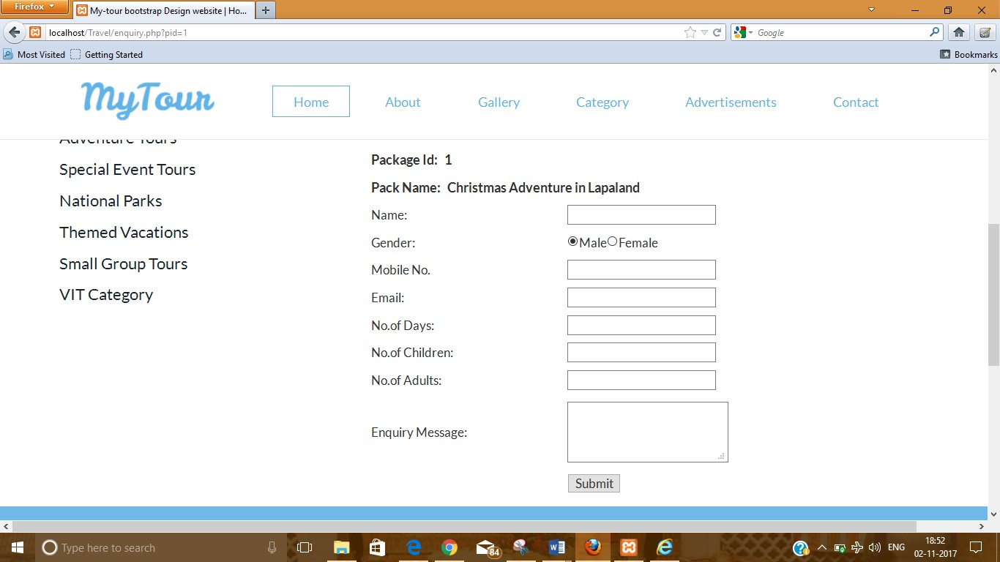 Firefox
My-tour bootstrap Design website | Ho...
localhost/Travel/enquiry.php?pid=1
Google
Most Visited
Getting Started
Bookmarks
MyTour
Home
About
Gallery
Category
Advertisements
Contact
Adventure Tours
Special Event Tours
National Parks
Themed Vacations
Small Group Tours
VIT Category
Package Id: 1
Pack Name: Christmas Adventure in Lapaland
Name:
Gender: Male Female
Mobile No.
Email:
No.of Days:
No.of Children:
No.of Adults:
Enquiry Message:
Submit
Type here to search
84
ENG
18:52
02-11-2017